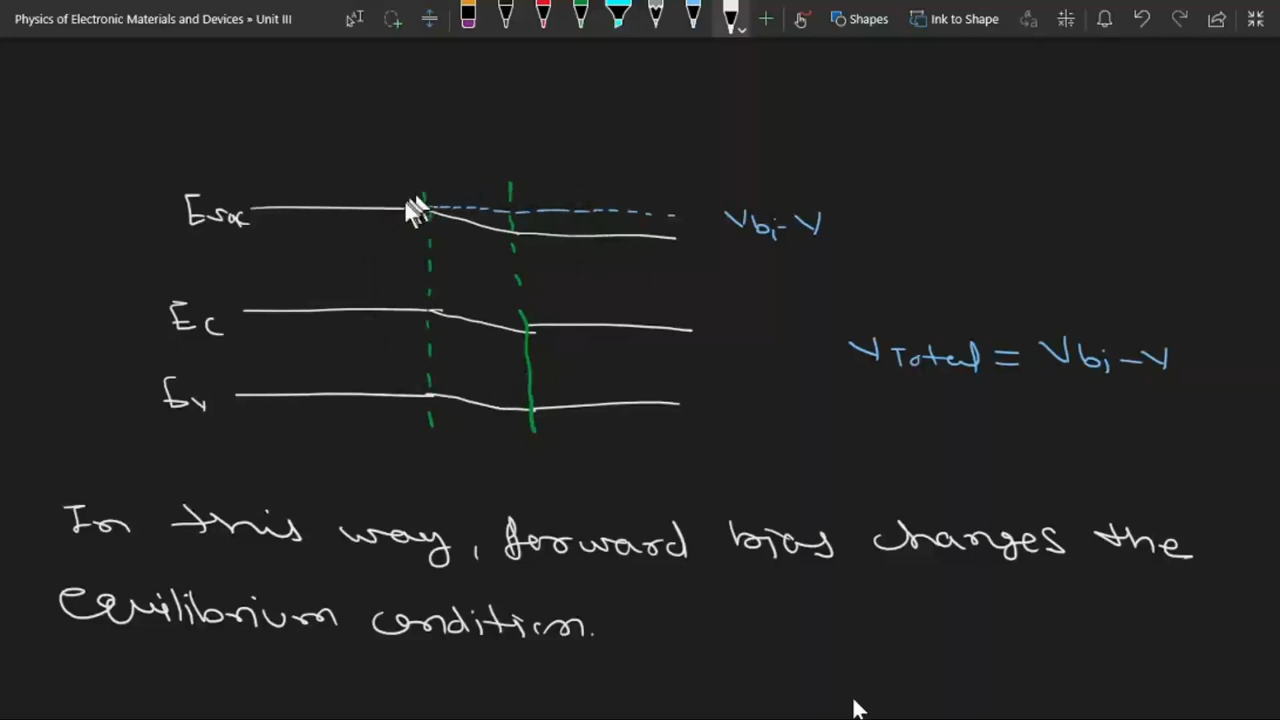 Physics of Electronic Materials and Devices » Unit III
Shapes
Ink to Shape
Evac
Vbi-V
Ec
VTotal = Vbi-V
Ev
In this way, forward bias changes the
equilibrium condition.